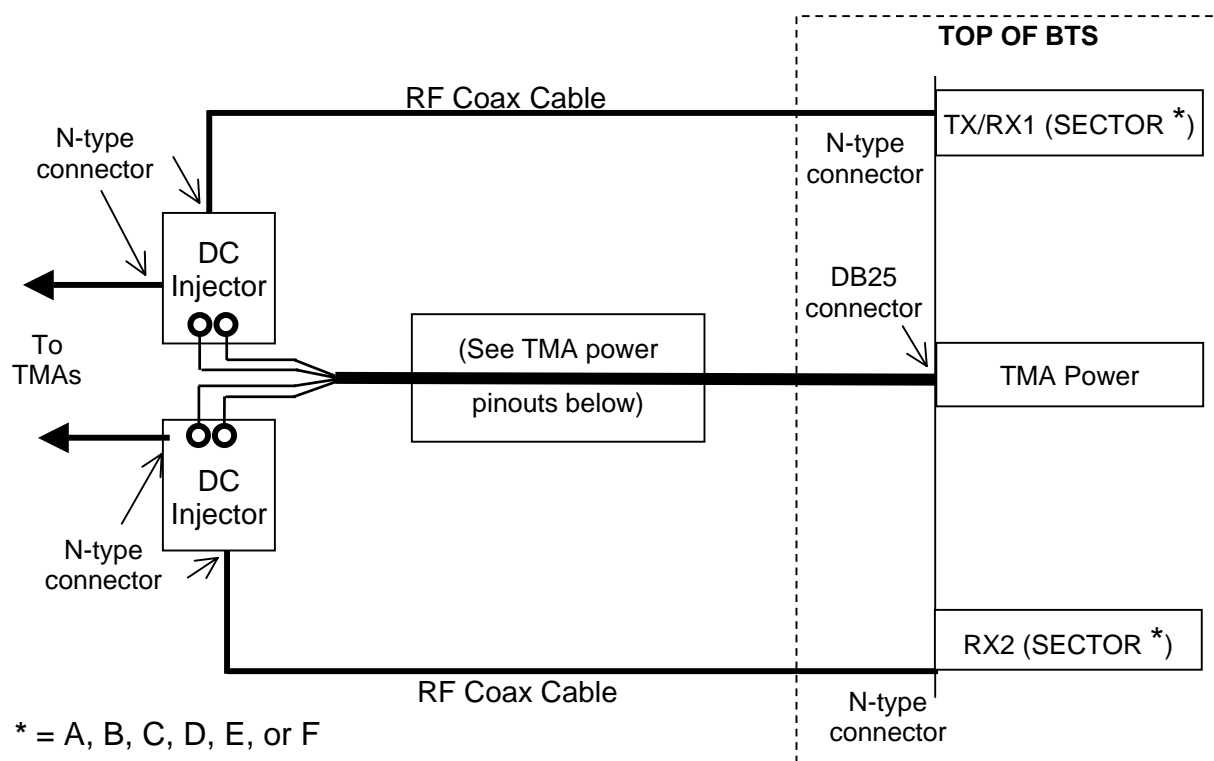 TOP OF BTS
RF Coax Cable
TX/RX1 (SECTOR *)
N-type
connector
N-type
connector
DC
Injector
DB25
connector
To
TMAs
(See TMA power
pinouts below)
TMA Power
DC
Injector
N-type
connector
RX2 (SECTOR *)
RF Coax Cable
N-type
connector
* = A, B, C, D, E, or F